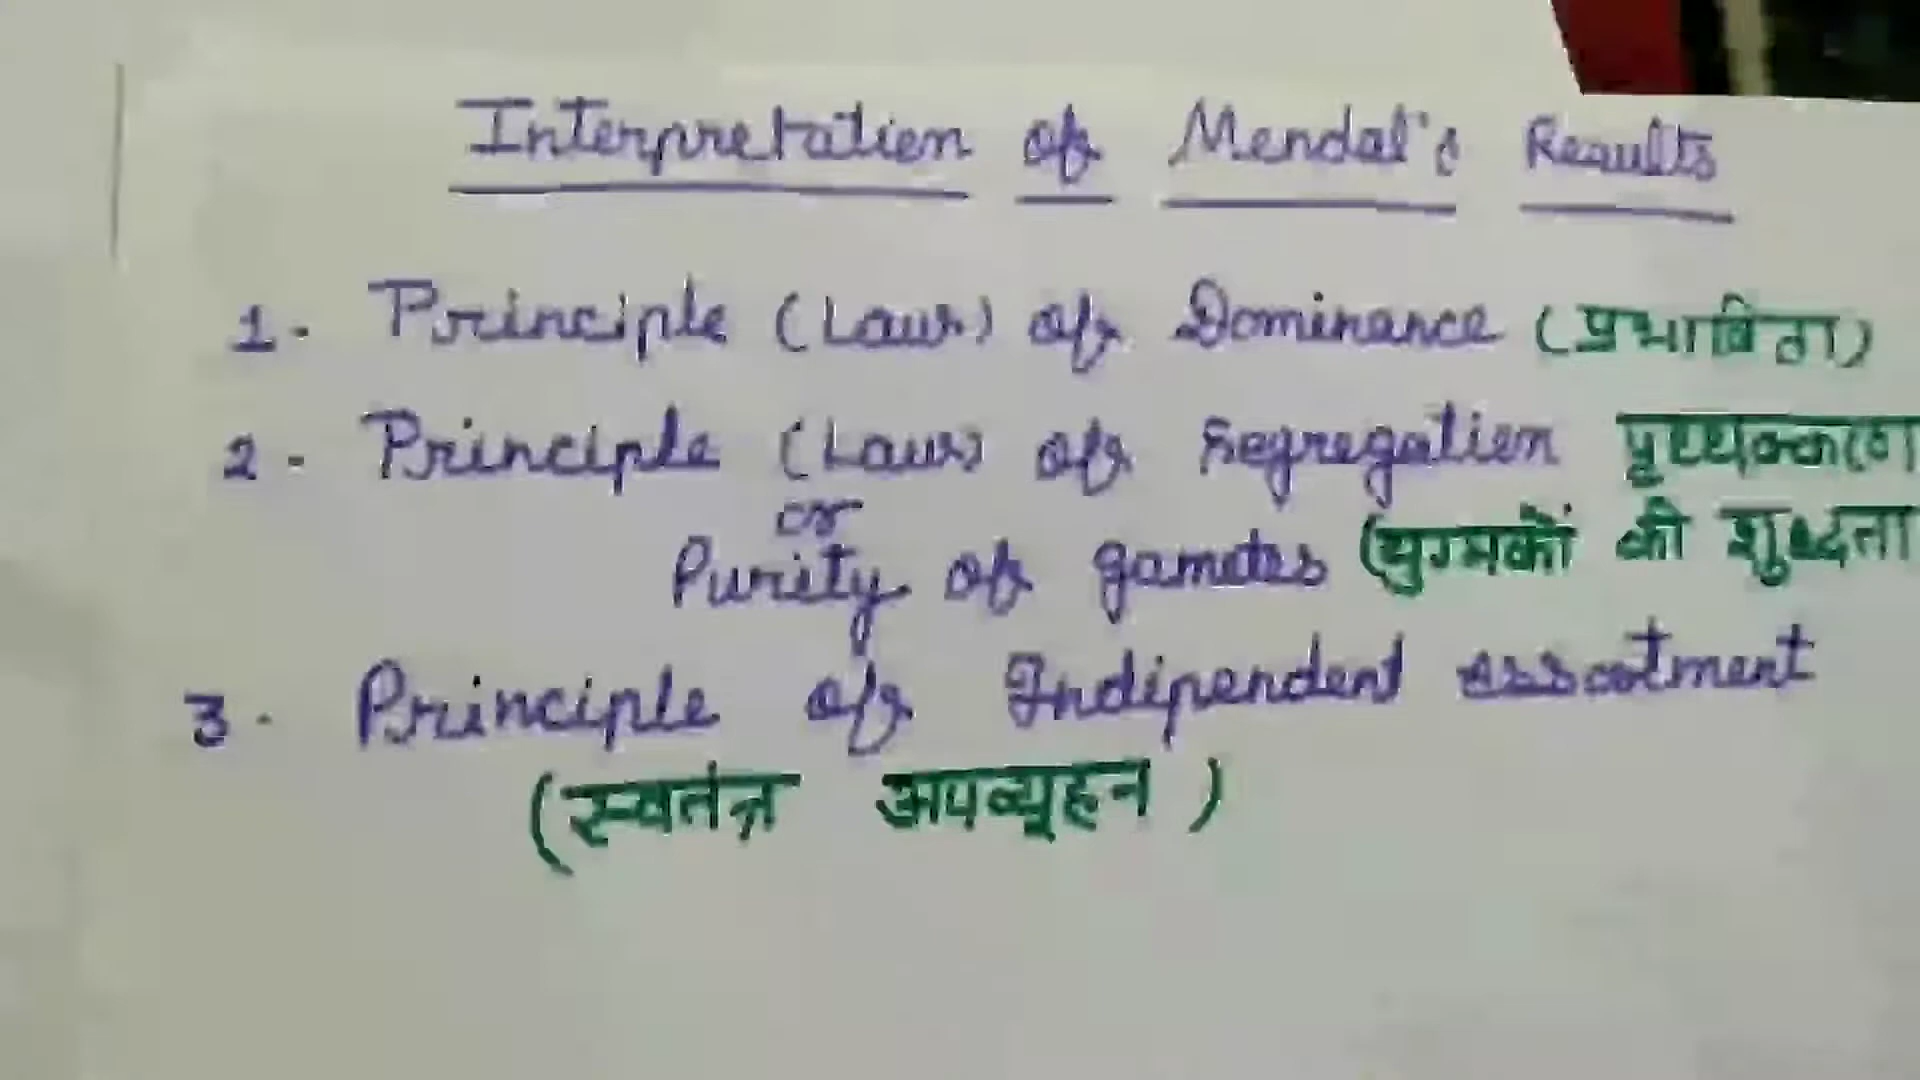 Interpretation of Mendal's Results
1- Principle (Law) of Dominance (प्रभाविता)
2- Principle (Law) of Segregation पृथ्थक्करण
or
Purity of gametes (युग्मकों की शुद्धता
3- Principle of Indipendent assortment
(स्वतंत्र अपव्यूहन)